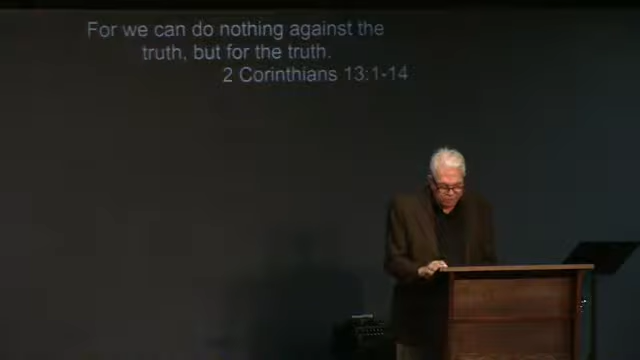 For we can do nothing against the
truth, but for the truth.
2 Corinthians 13:1-14